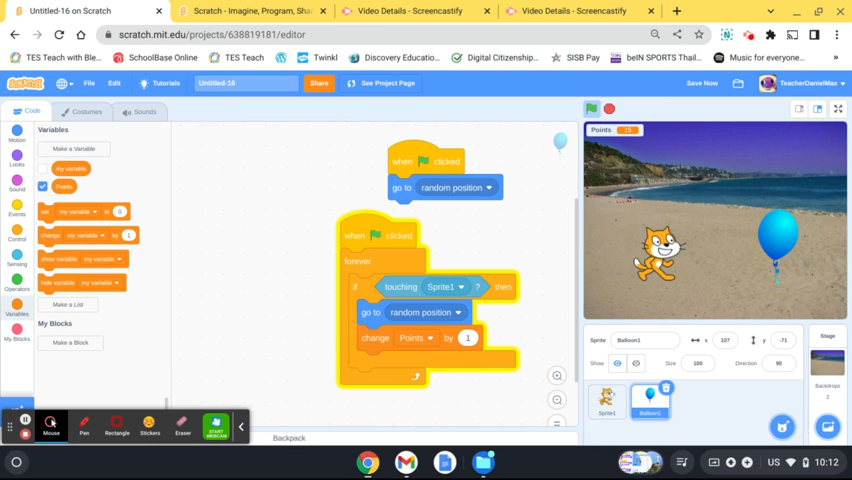 Untitled-16 on Scratch
Scratch - Imagine, Program, Sha
Video Details - Screencastify
Video Details - Screencastify
scratch.mit.edu/projects/638819181/editor
TES Teach with Ble...
SchoolBase Online
TES Teach
Twinkl
Discovery Educatio...
Digital Citizenship...
SISB Pay
beIN SPORTS Thail...
Music for everyone...
SCRATCH
File
Edit
Tutorials
Untitled-16
Share
See Project Page
Save Now
TeacherDanielMax
Code
Costumes
Sounds
Motion
Looks
Sound
Events
Control
Sensing
Operators
Variables
My Blocks
Variables
Make a Variable
my variable
Points
set my variable to 0
change my variable by 1
show variable my variable
hide variable my variable
Make a List
My Blocks
Make a Block
when clicked
go to random position
when clicked
forever
if touching Sprite1 ? then
go to random position
change Points by 1
Points 15
Sprite Balloon1 x 107 y -71
Show Size 100 Direction 90
Sprite1
Balloon1
Stage
Backdrops
2
Backpack
Mouse
Pen
Rectangle
Stickers
Eraser
START
WEBCAM
US
10:12